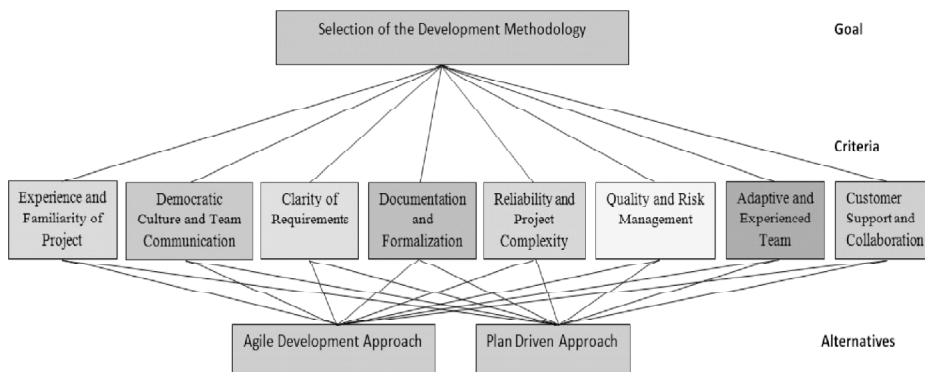 Selection of the Development Methodology
Goal
Criteria
Experience and
Familiarity of
Project
Democratic
Culture and Team
Communication
Clarity of
Requirements
Documentation
and
Formalization
Reliability and
Project
Complexity
Quality and Risk
Management
Adaptive and
Experienced
Team
Customer
Support and
Collaboration
Agile Development Approach
Plan Driven Approach
Alternatives